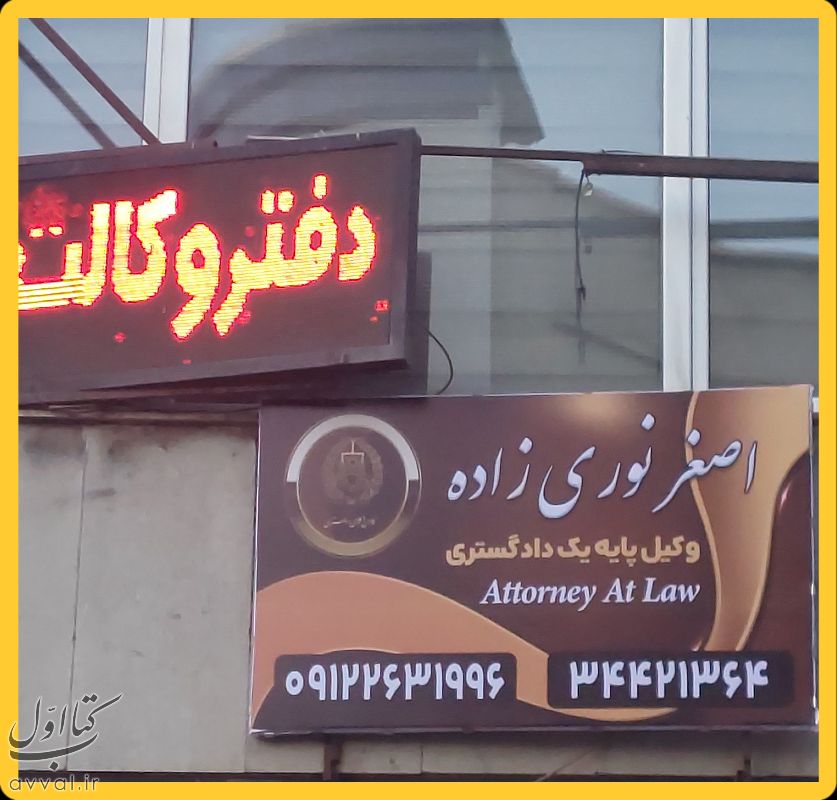 دفتر وکالت
اصغر نوری زاده
وکیل پایه یک دادگستری
Attorney At Law
۰۹۱۲۲۶۳۱۹۹۶
۳۴۴۲۱۳۶۴
کتاب اول
avval.ir